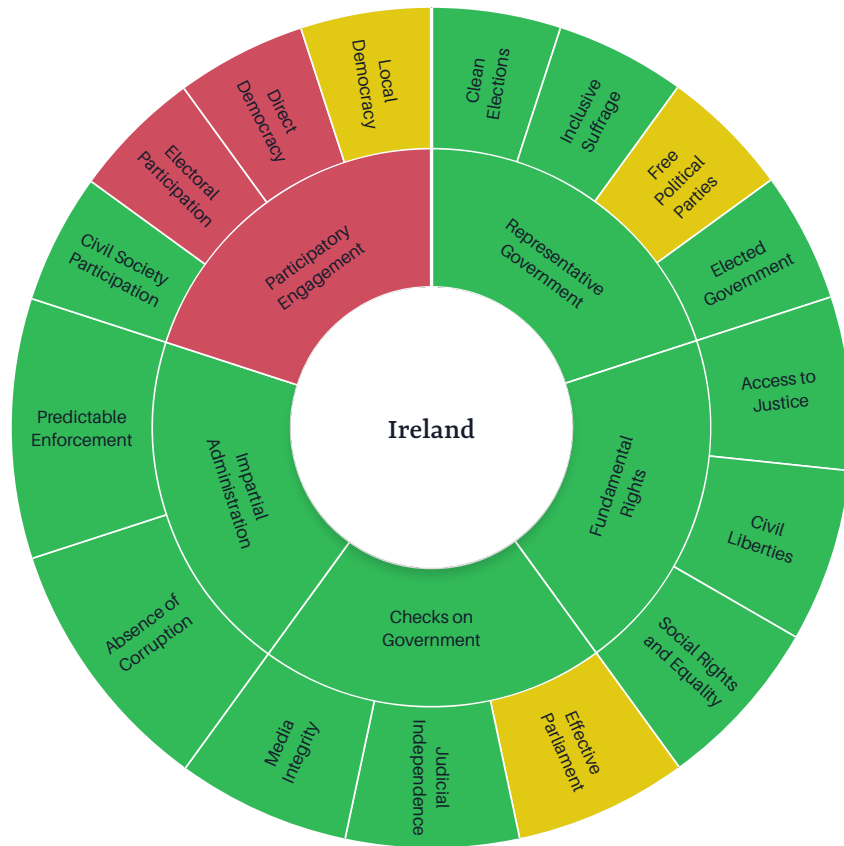 Clean
Elections
Inclusive
Suffrage
Free
Political
Parties
Elected
Government
Access to
Justice
Civil
Liberties
Social Rights
and Equality
Effective
Parliament
Judicial
Independence
Media
Integrity
Absence of
Corruption
Predictable
Enforcement
Civil Society
Participation
Electoral
Participation
Direct
Democracy
Local
Democracy
Representative
Government
Fundamental
Rights
Checks on
Government
Impartial
Administration
Participatory
Engagement
Ireland